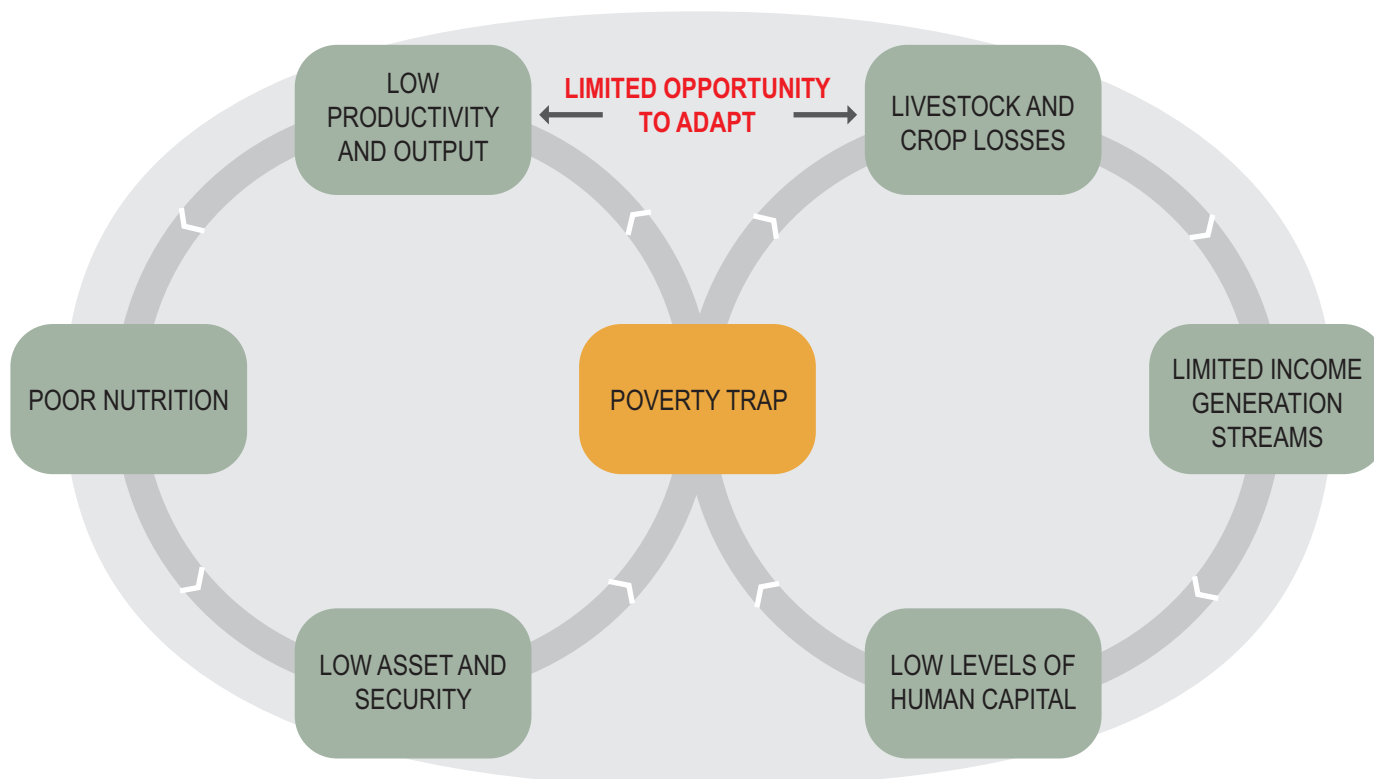 LOW
PRODUCTIVITY
AND OUTPUT
LIMITED OPPORTUNITY
TO ADAPT
LIVESTOCK AND
CROP LOSSES
POOR NUTRITION
POVERTY TRAP
LIMITED INCOME
GENERATION
STREAMS
LOW ASSET AND
SECURITY
LOW LEVELS OF
HUMAN CAPITAL